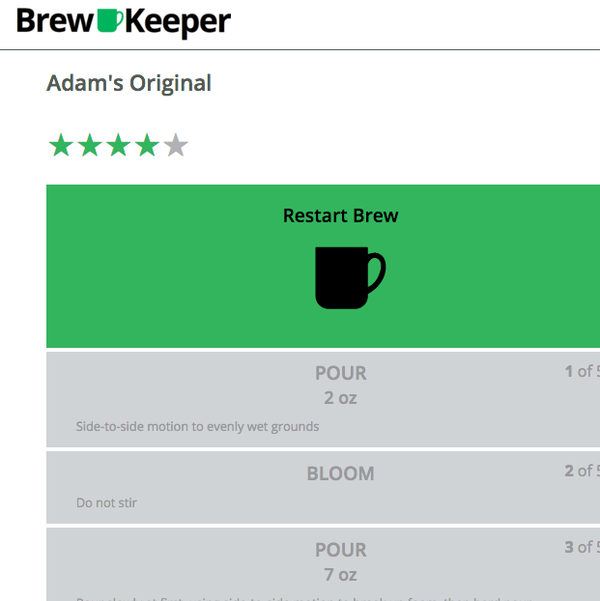 Brew Keeper
Adam's Original
Restart Brew
POUR
1 of 5
2 oz
Side-to-side motion to evenly wet grounds
BLOOM
2 of 5
Do not stir
POUR
3 of 5
7 oz